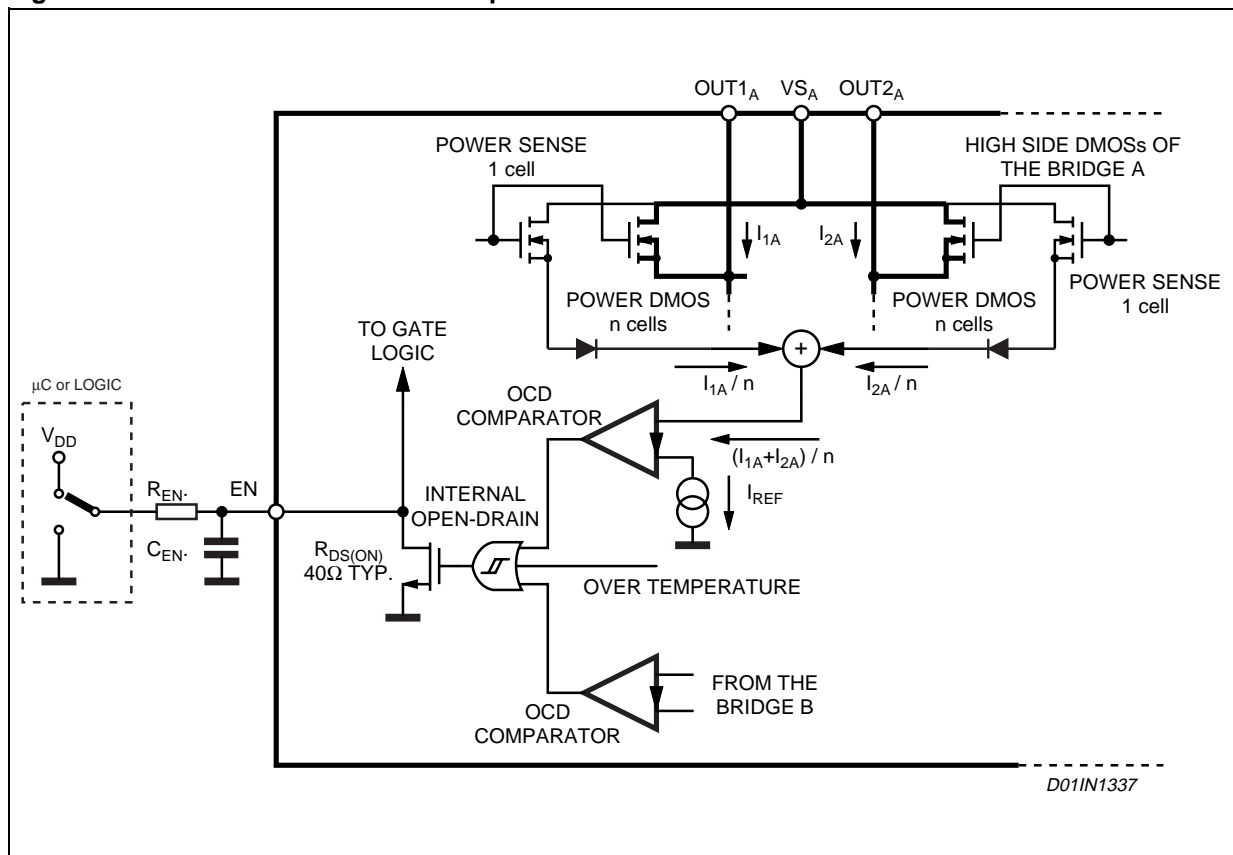 OUT1A VSA OUT2A
POWER SENSE
1 cell
HIGH SIDE DMOSs OF
THE BRIDGE A
I1A
I2A
POWER DMOS
n cells
POWER DMOS
n cells
POWER SENSE
1 cell
TO GATE
LOGIC
+
I1A / n
I2A / n
OCD
COMPARATOR
(I1A+I2A) / n
IREF
μC or LOGIC
VDD
REN.
EN
CEN.
INTERNAL
OPEN-DRAIN
RDS(ON)
40Ω TYP.
OVER TEMPERATURE
OCD
COMPARATOR
FROM THE
BRIDGE B
D01IN1337